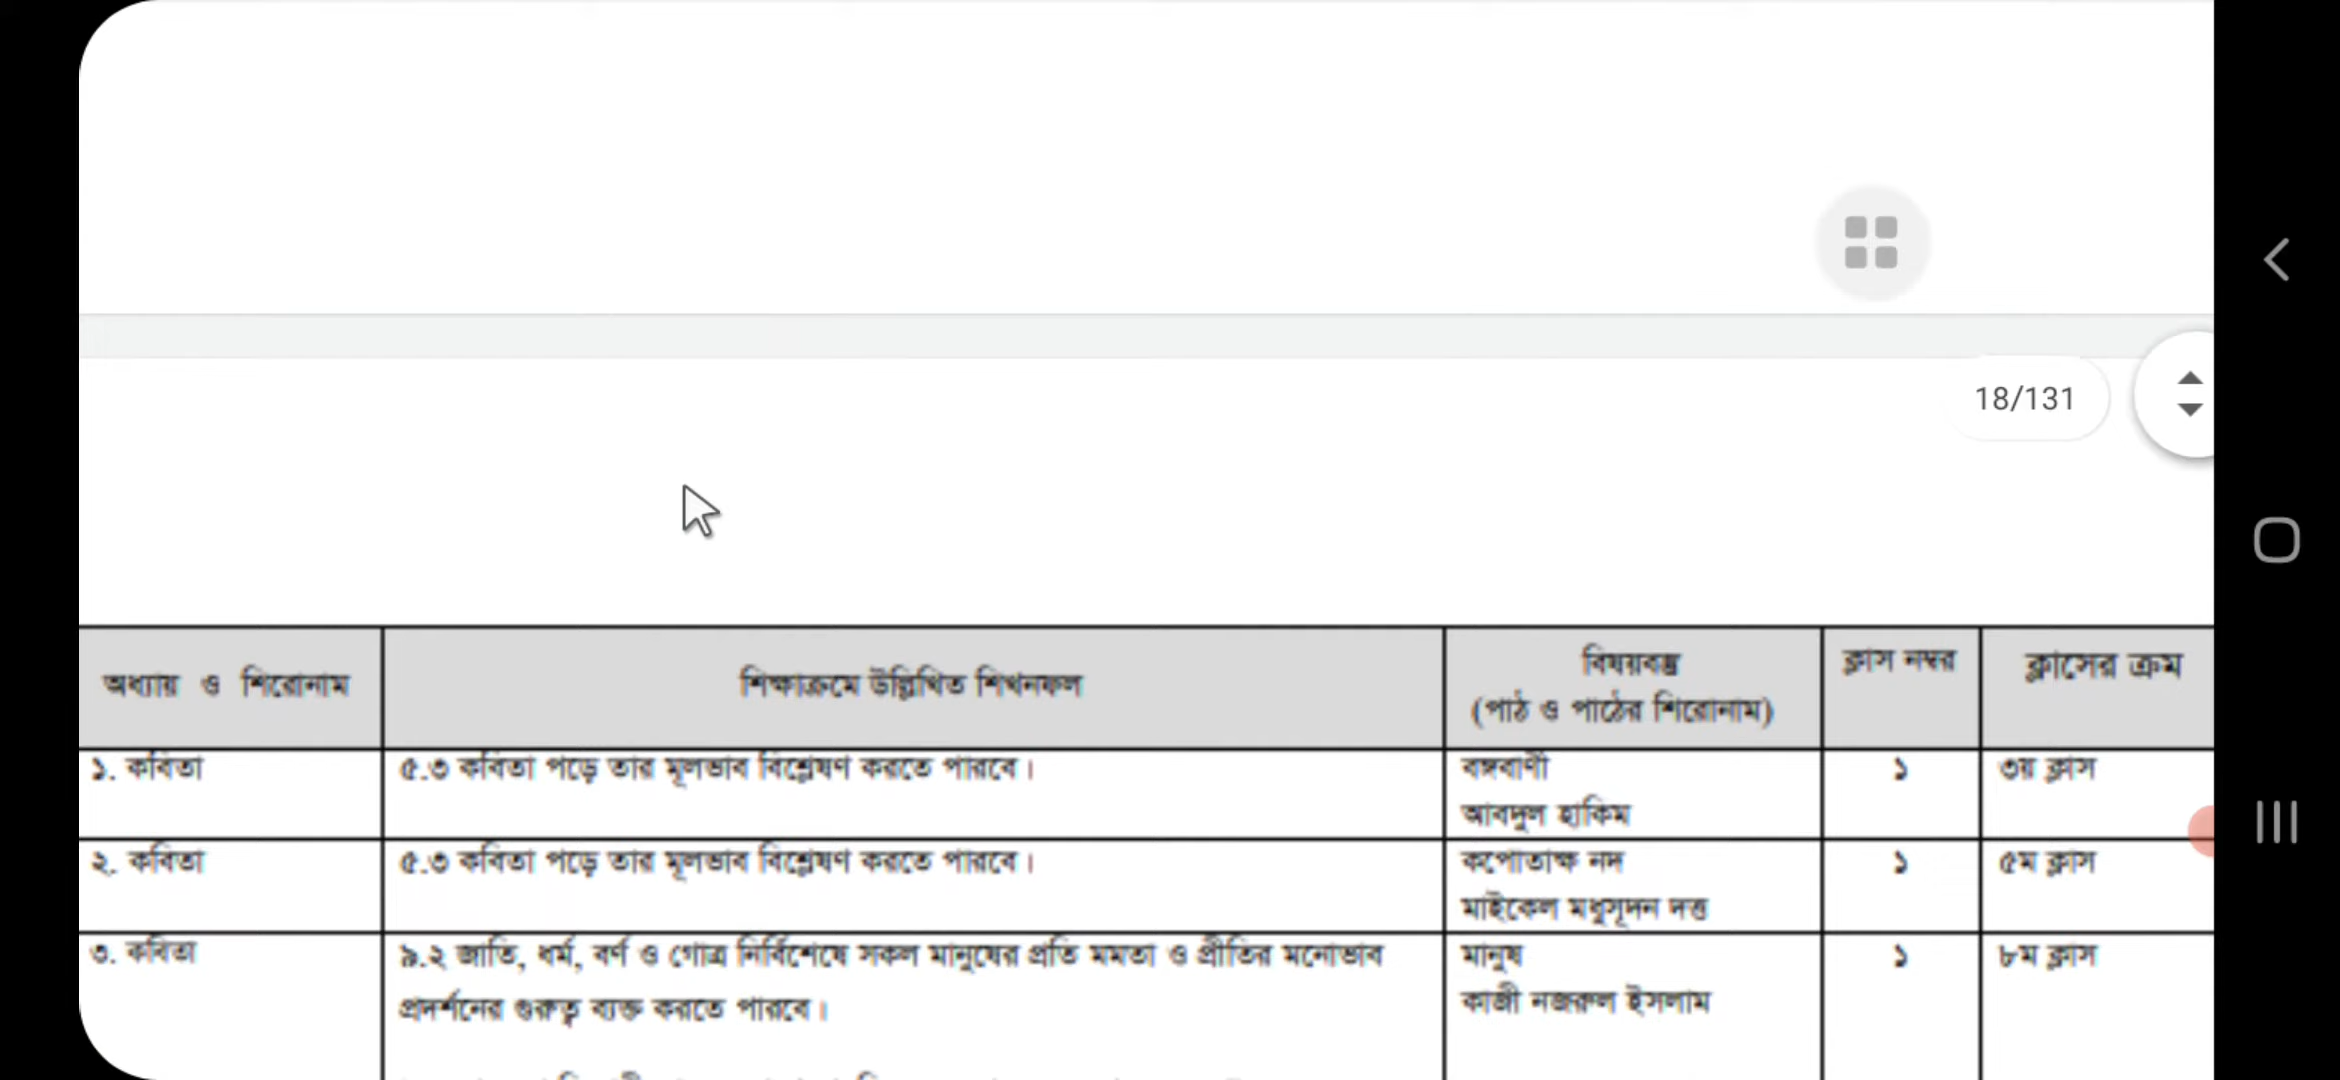 18/131
অধ্যায় ও শিরোনাম
শিক্ষাক্রমে উল্লিখিত শিখনফল
বিষয়বস্তু
(পাঠ ও পাঠের শিরোনাম)
ক্লাস নম্বর
ক্লাসের ক্রম
১. কবিতা
৫.৩ কবিতা পড়ে তার মূলভাব বিশ্লেষণ করতে পারবে।
বঙ্গবাণী
আবদুল হাকিম
১
৩য় ক্লাস
২. কবিতা
৫.৩ কবিতা পড়ে তার মূলভাব বিশ্লেষণ করতে পারবে।
কপোতাক্ষ নদ
মাইকেল মধুসূদন দত্ত
১
৫ম ক্লাস
৩. কবিতা
৯.২ জাতি, ধর্ম, বর্ণ ও গোত্র নির্বিশেষে সকল মানুষের প্রতি মমতা ও প্রীতির মনোভাব
প্রদর্শনের গুরুত্ব ব্যক্ত করতে পারবে।
মানুষ
কাজী নজরুল ইসলাম
১
৮ম ক্লাস